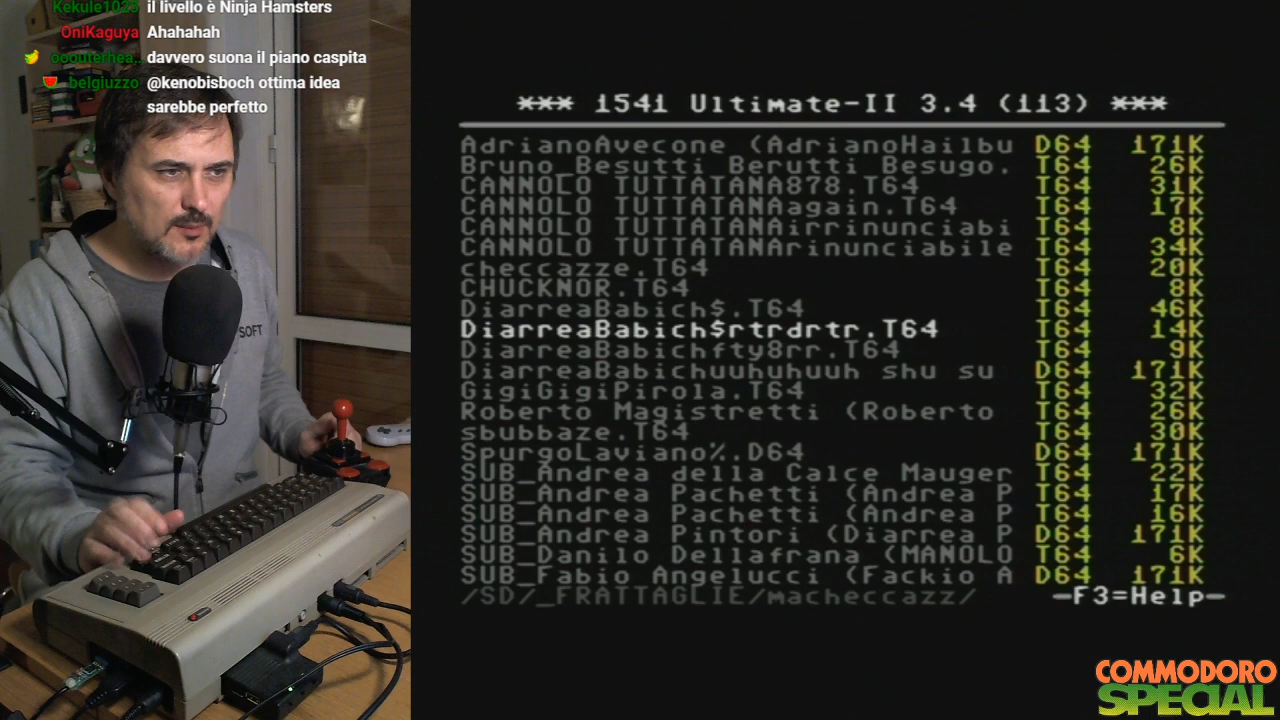 Kekule1025 il livello è Ninja Hamsters
OniKaguya Ahahahah
davvero suona il piano caspita
belgiuzzo @kenobisboch ottima idea
sarebbe perfetto
SOFT
*** 1541 Ultimate-II 3.4 (113) ***
AdrianoAvecone (AdrianoHailbu D64 171K
Bruno Besutti Berutti Besugo. T64 26K
CANNOLO TUTTATANA878.T64 T64 31K
CANNOLO TUTTATANAagain.T64 T64 17K
CANNOLO TUTTATANAirrinunciabi T64 8K
CANNOLO TUTTATANArinunciabile T64 34K
checcazze.T64 T64 20K
CHUCKNOR.T64 T64 8K
DiarreaBabich$.T64 T64 46K
DiarreaBabich$rtrdrtr.T64 T64 14K
DiarreaBabichfty8rr.T64 T64 9K
DiarreaBabichuuhuhuuh shu su D64 171K
GigiGigiPirola.T64 T64 32K
Roberto Magistretti (Roberto T64 26K
sbubbaze.T64 T64 30K
SpurgoLaviano%.D64 D64 171K
SUB_Andrea della Calce Mauger T64 22K
SUB_Andrea Pachetti (Andrea P T64 17K
SUB_Andrea Pachetti (Andrea P T64 16K
SUB_Andrea Pintori (Diarrea P D64 171K
SUB_Danilo Dellafrana (MANOLO T64 6K
SUB_Fabio Angelucci (Fackio A D64 171K
/SD/_FRATTAGLIE/macheccazz/ F3=Help
COMMODORO
SPECIAL